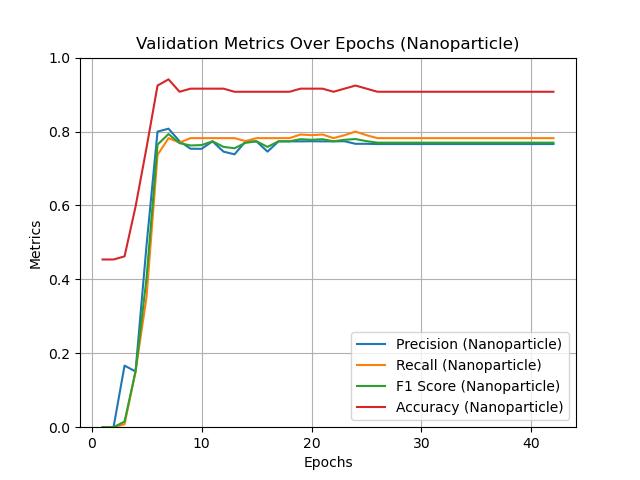 Validation Metrics Over Epochs (Nanoparticle)
1.0
0.8
0.6
0.4
0.2
0.0
Metrics
0
10
20
30
40
Epochs
Precision (Nanoparticle)
Recall (Nanoparticle)
F1 Score (Nanoparticle)
Accuracy (Nanoparticle)